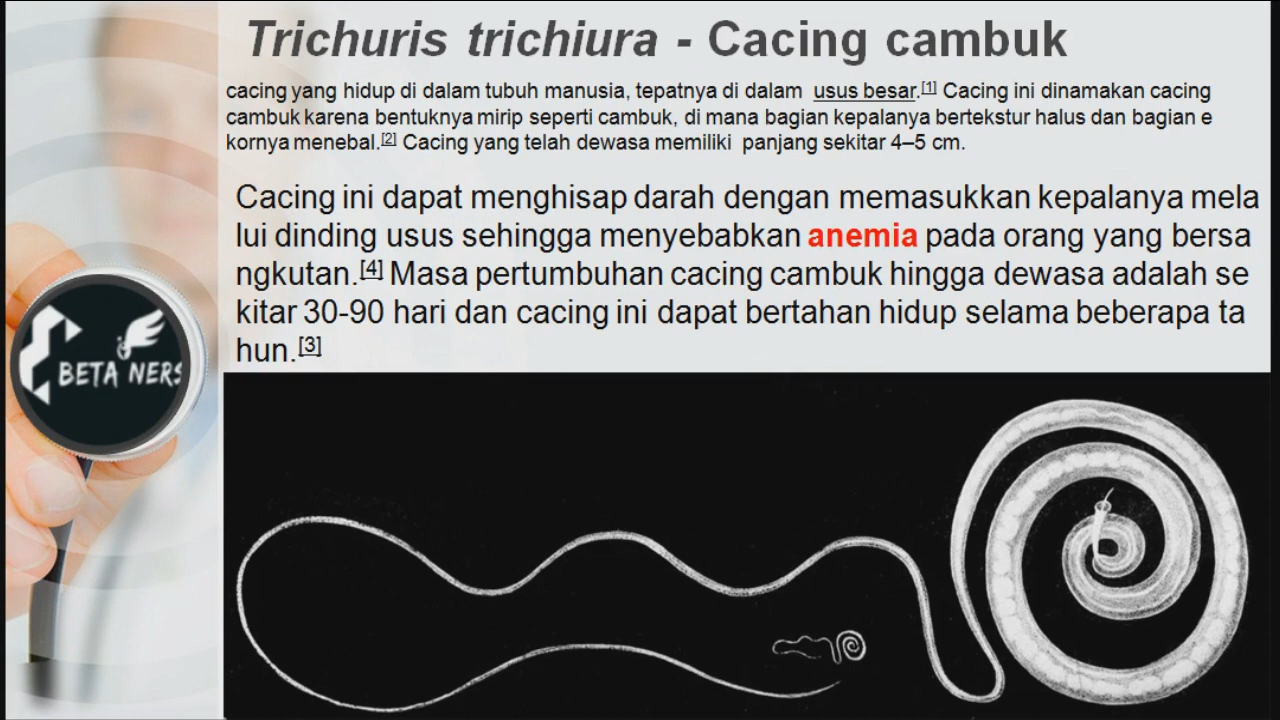 Trichuris trichiura - Cacing cambuk
cacing yang hidup di dalam tubuh manusia, tepatnya di dalam usus besar.[1] Cacing ini dinamakan cacing
cambuk karena bentuknya mirip seperti cambuk, di mana bagian kepalanya bertekstur halus dan bagian e
kornya menebal.[2] Cacing yang telah dewasa memiliki panjang sekitar 4–5 cm.
Cacing ini dapat menghisap darah dengan memasukkan kepalanya mela
lui dinding usus sehingga menyebabkan anemia pada orang yang bersa
ngkutan.[4] Masa pertumbuhan cacing cambuk hingga dewasa adalah se
kitar 30-90 hari dan cacing ini dapat bertahan hidup selama beberapa ta
hun.[3]
BETA NERS